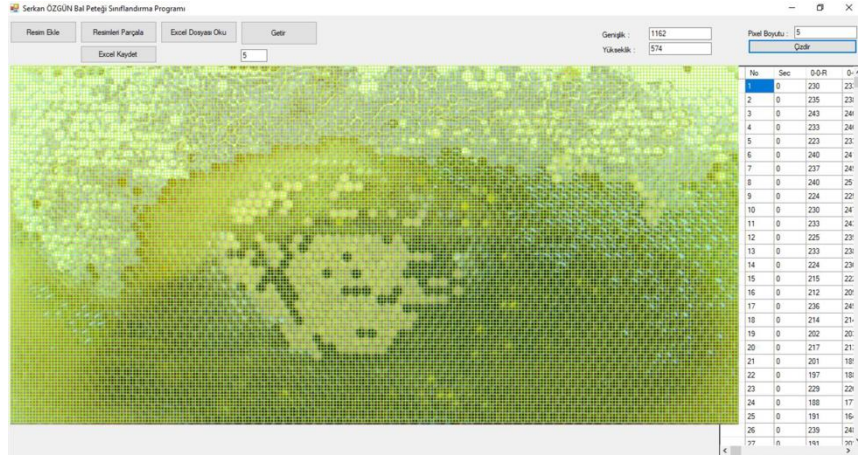 Serkan ÖZGÜN Bal Peteği Sınıflandırma Programı
Resim Ekle Resimleri Parçala Excel Dosyası Oku Getir Genişlik : 1162 Pixel Boyutu : 5
Excel Kaydet 5 Yükseklik : 574 Çizdir
No Sec 0-0-R 0-
1 0 230
2 0 235
3 0 243
4 0 233
5 0 223
6 0 240
7 0 237
8 0 240
9 0 224
10 0 230
11 0 233
12 0 225
13 0 233
14 0 224
15 0 215
16 0 212
17 0 236
18 0 214
19 0 202
20 0 217
21 0 201
22 0 197
23 0 229
24 0 188
25 0 191
26 0 239
27 0 191